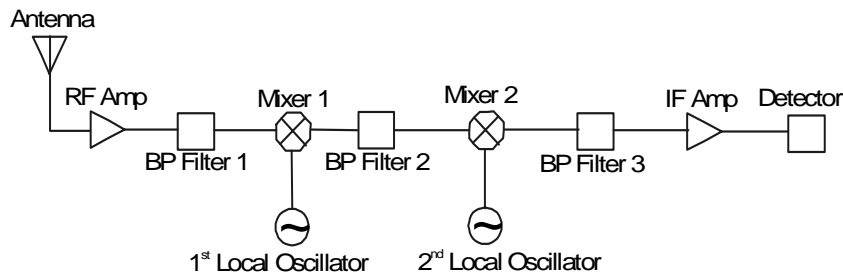 Antenna
RF Amp
Mixer 1
Mixer 2
IF Amp
Detector
BP Filter 1
BP Filter 2
BP Filter 3
1st Local Oscillator
2nd Local Oscillator